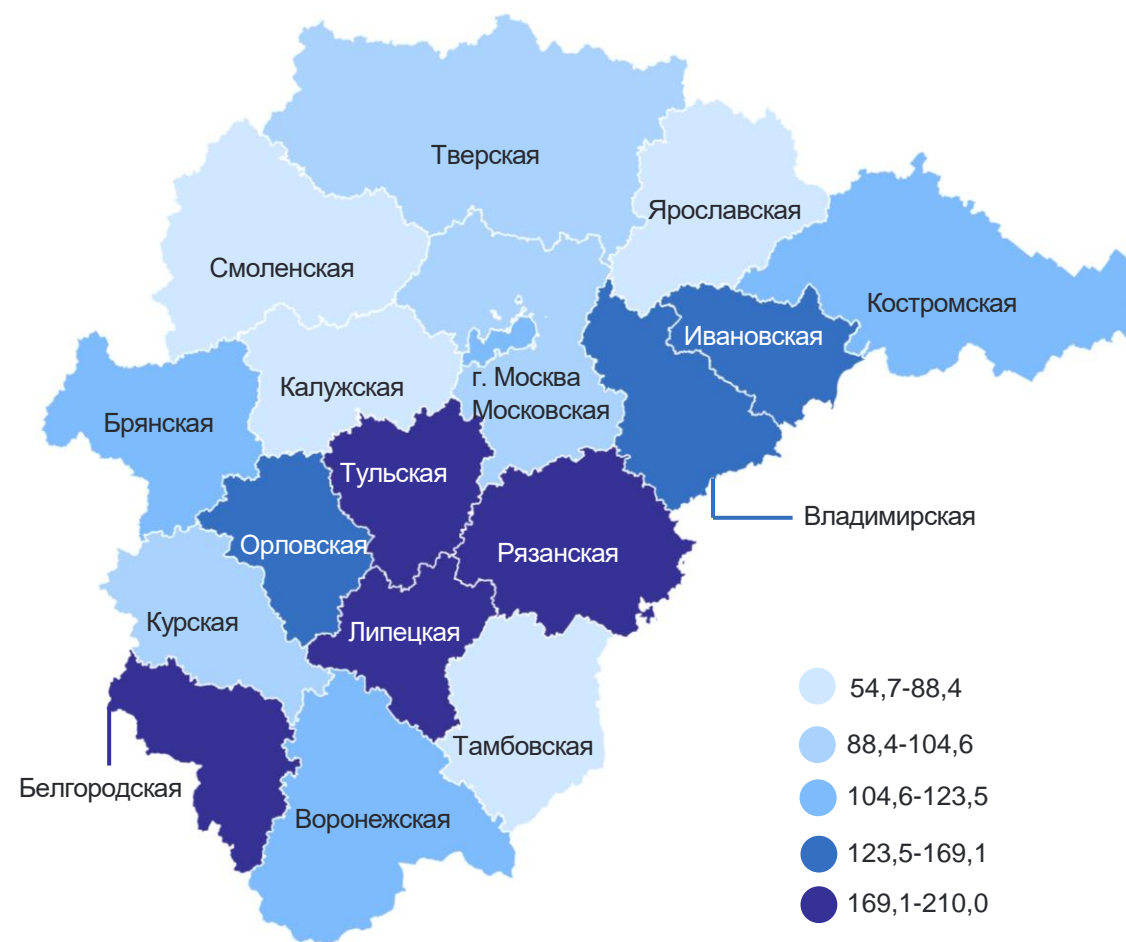 Тверская
Ярославская
Смоленская
Костромская
Ивановская
Калужская
г. Москва
Московская
Брянская
Тульская
Владимирская
Орловская
Рязанская
Курская
Липецкая
Тамбовская
Белгородская
Воронежская
54,7-88,4
88,4-104,6
104,6-123,5
123,5-169,1
169,1-210,0